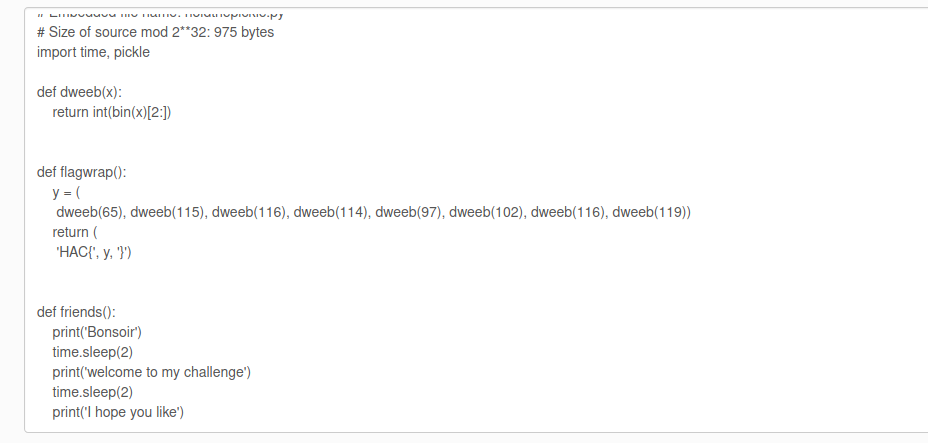 # Embedded file name: holdthepickle.py
# Size of source mod 2**32: 975 bytes
import time, pickle
def dweeb(x):
return int(bin(x)[2:])
def flagwrap():
y = (
dweeb(65), dweeb(115), dweeb(116), dweeb(114), dweeb(97), dweeb(102), dweeb(116), dweeb(119))
return (
'HAC{', y, '}')
def friends():
print('Bonsoir')
time.sleep(2)
print('welcome to my challenge')
time.sleep(2)
print('I hope you like')